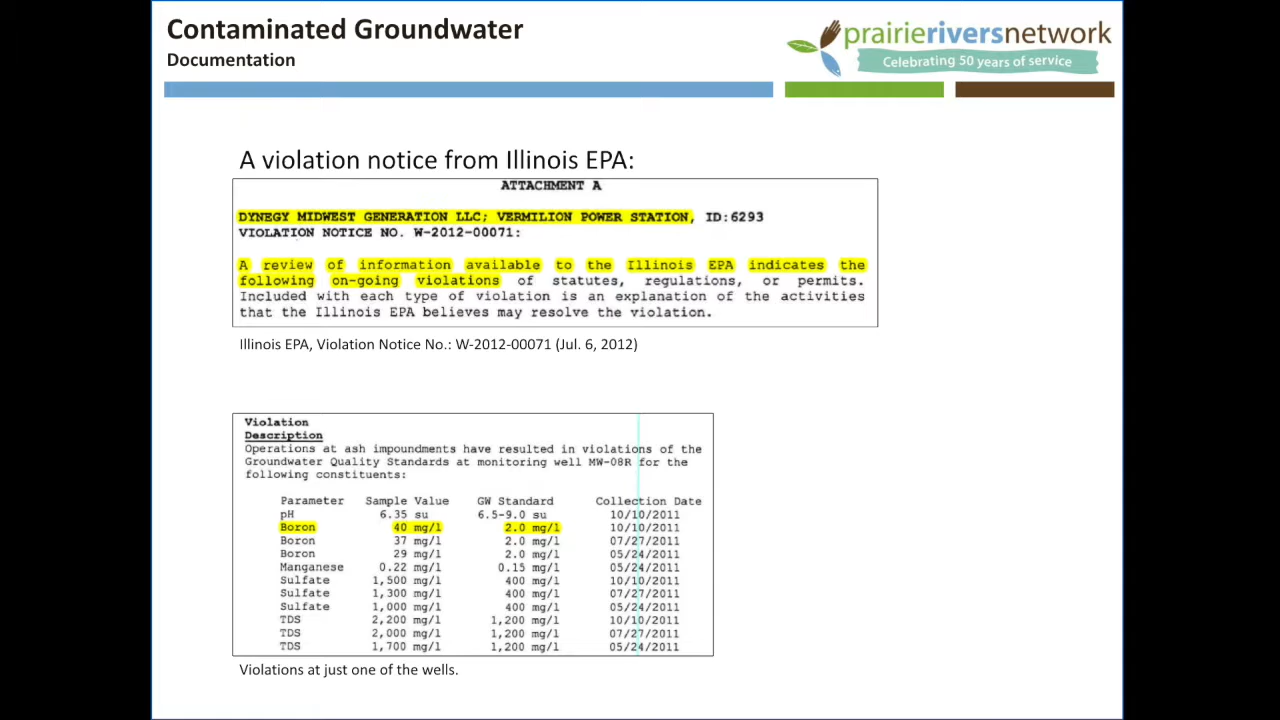 Contaminated Groundwater
Documentation
prairieriversnetwork
Celebrating 50 years of service
A violation notice from Illinois EPA:
ATTACHMENT A
DYNEGY MIDWEST GENERATION LLC; VERMILION POWER STATION, ID:6293
VIOLATION NOTICE NO. W-2012-00071:
A review of information available to the Illinois EPA indicates the
following on-going violations of statutes, regulations, or permits.
Included with each type of violation is an explanation of the activities
that the Illinois EPA believes may resolve the violation.
Illinois EPA, Violation Notice No.: W-2012-00071 (Jul. 6, 2012)
Violation
Description
Operations at ash impoundments have resulted in violations of the
Groundwater Quality Standards at monitoring well MW-08R for the
following constituents:
Parameter Sample Value GW Standard Collection Date
pH 6.35 su 6.5-9.0 su 10/10/2011
Boron 40 mg/l 2.0 mg/l 10/10/2011
Boron 37 mg/l 2.0 mg/l 07/27/2011
Boron 29 mg/l 2.0 mg/l 05/24/2011
Manganese 0.22 mg/l 0.15 mg/l 05/24/2011
Sulfate 1,500 mg/l 400 mg/l 10/10/2011
Sulfate 1,300 mg/l 400 mg/l 07/27/2011
Sulfate 1,000 mg/l 400 mg/l 05/24/2011
TDS 2,200 mg/l 1,200 mg/l 10/10/2011
TDS 2,000 mg/l 1,200 mg/l 07/27/2011
TDS 1,700 mg/l 1,200 mg/l 05/24/2011
Violations at just one of the wells.